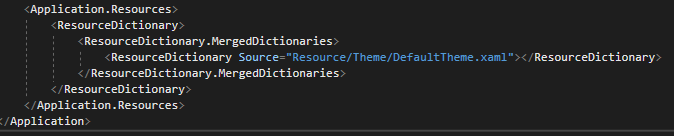 <Application.Resources>
<ResourceDictionary>
<ResourceDictionary.MergedDictionaries>
<ResourceDictionary Source="Resource/Theme/DefaultTheme.xaml"></ResourceDictionary>
</ResourceDictionary.MergedDictionaries>
</ResourceDictionary>
</Application.Resources>
</Application>